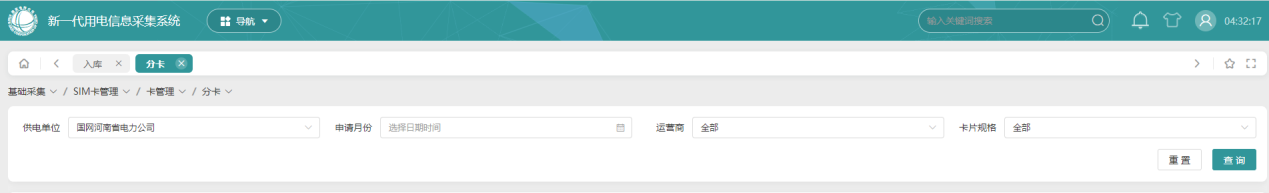 新一代用电信息采集系统 导航 输入关键词搜索 04:32:17
入库 × 分卡
基础采集 / SIM卡管理 / 卡管理 / 分卡
供电单位 国网河南省电力公司 申请月份 选择日期时间 运营商 全部 卡片规格 全部
重置 查询